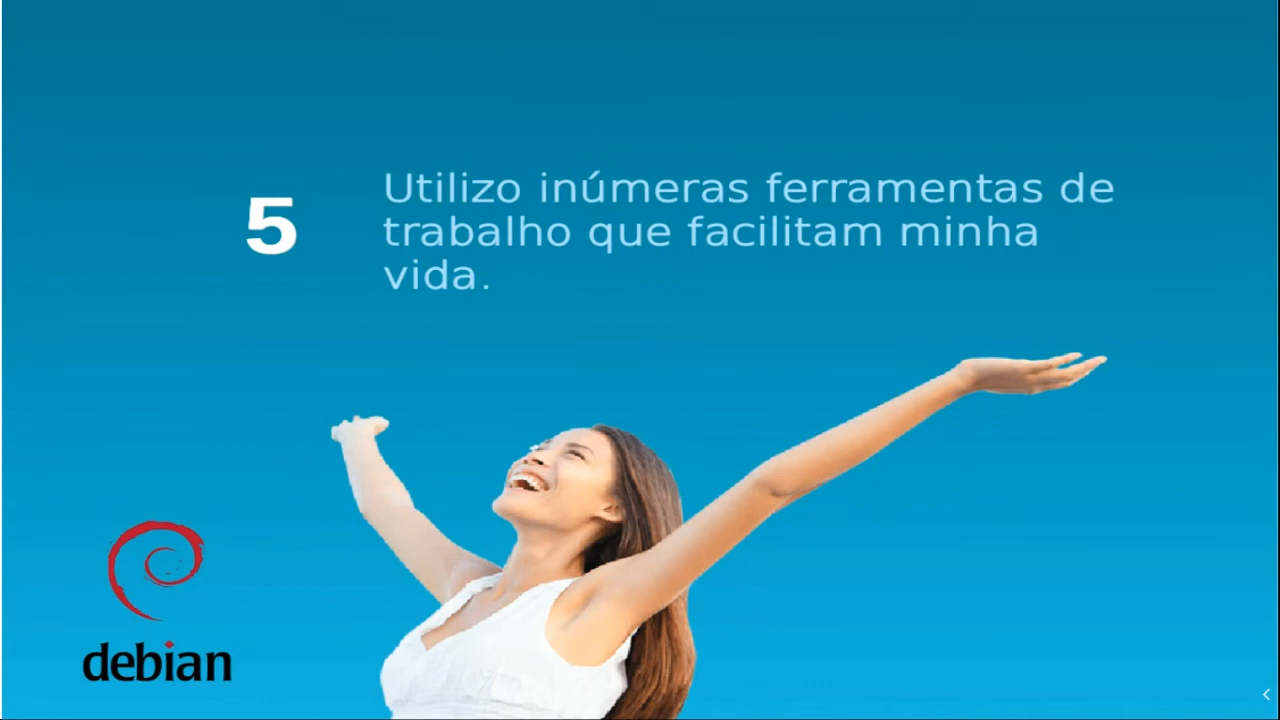 5
Utilizo inúmeras ferramentas de
trabalho que facilitam minha
vida.
debian